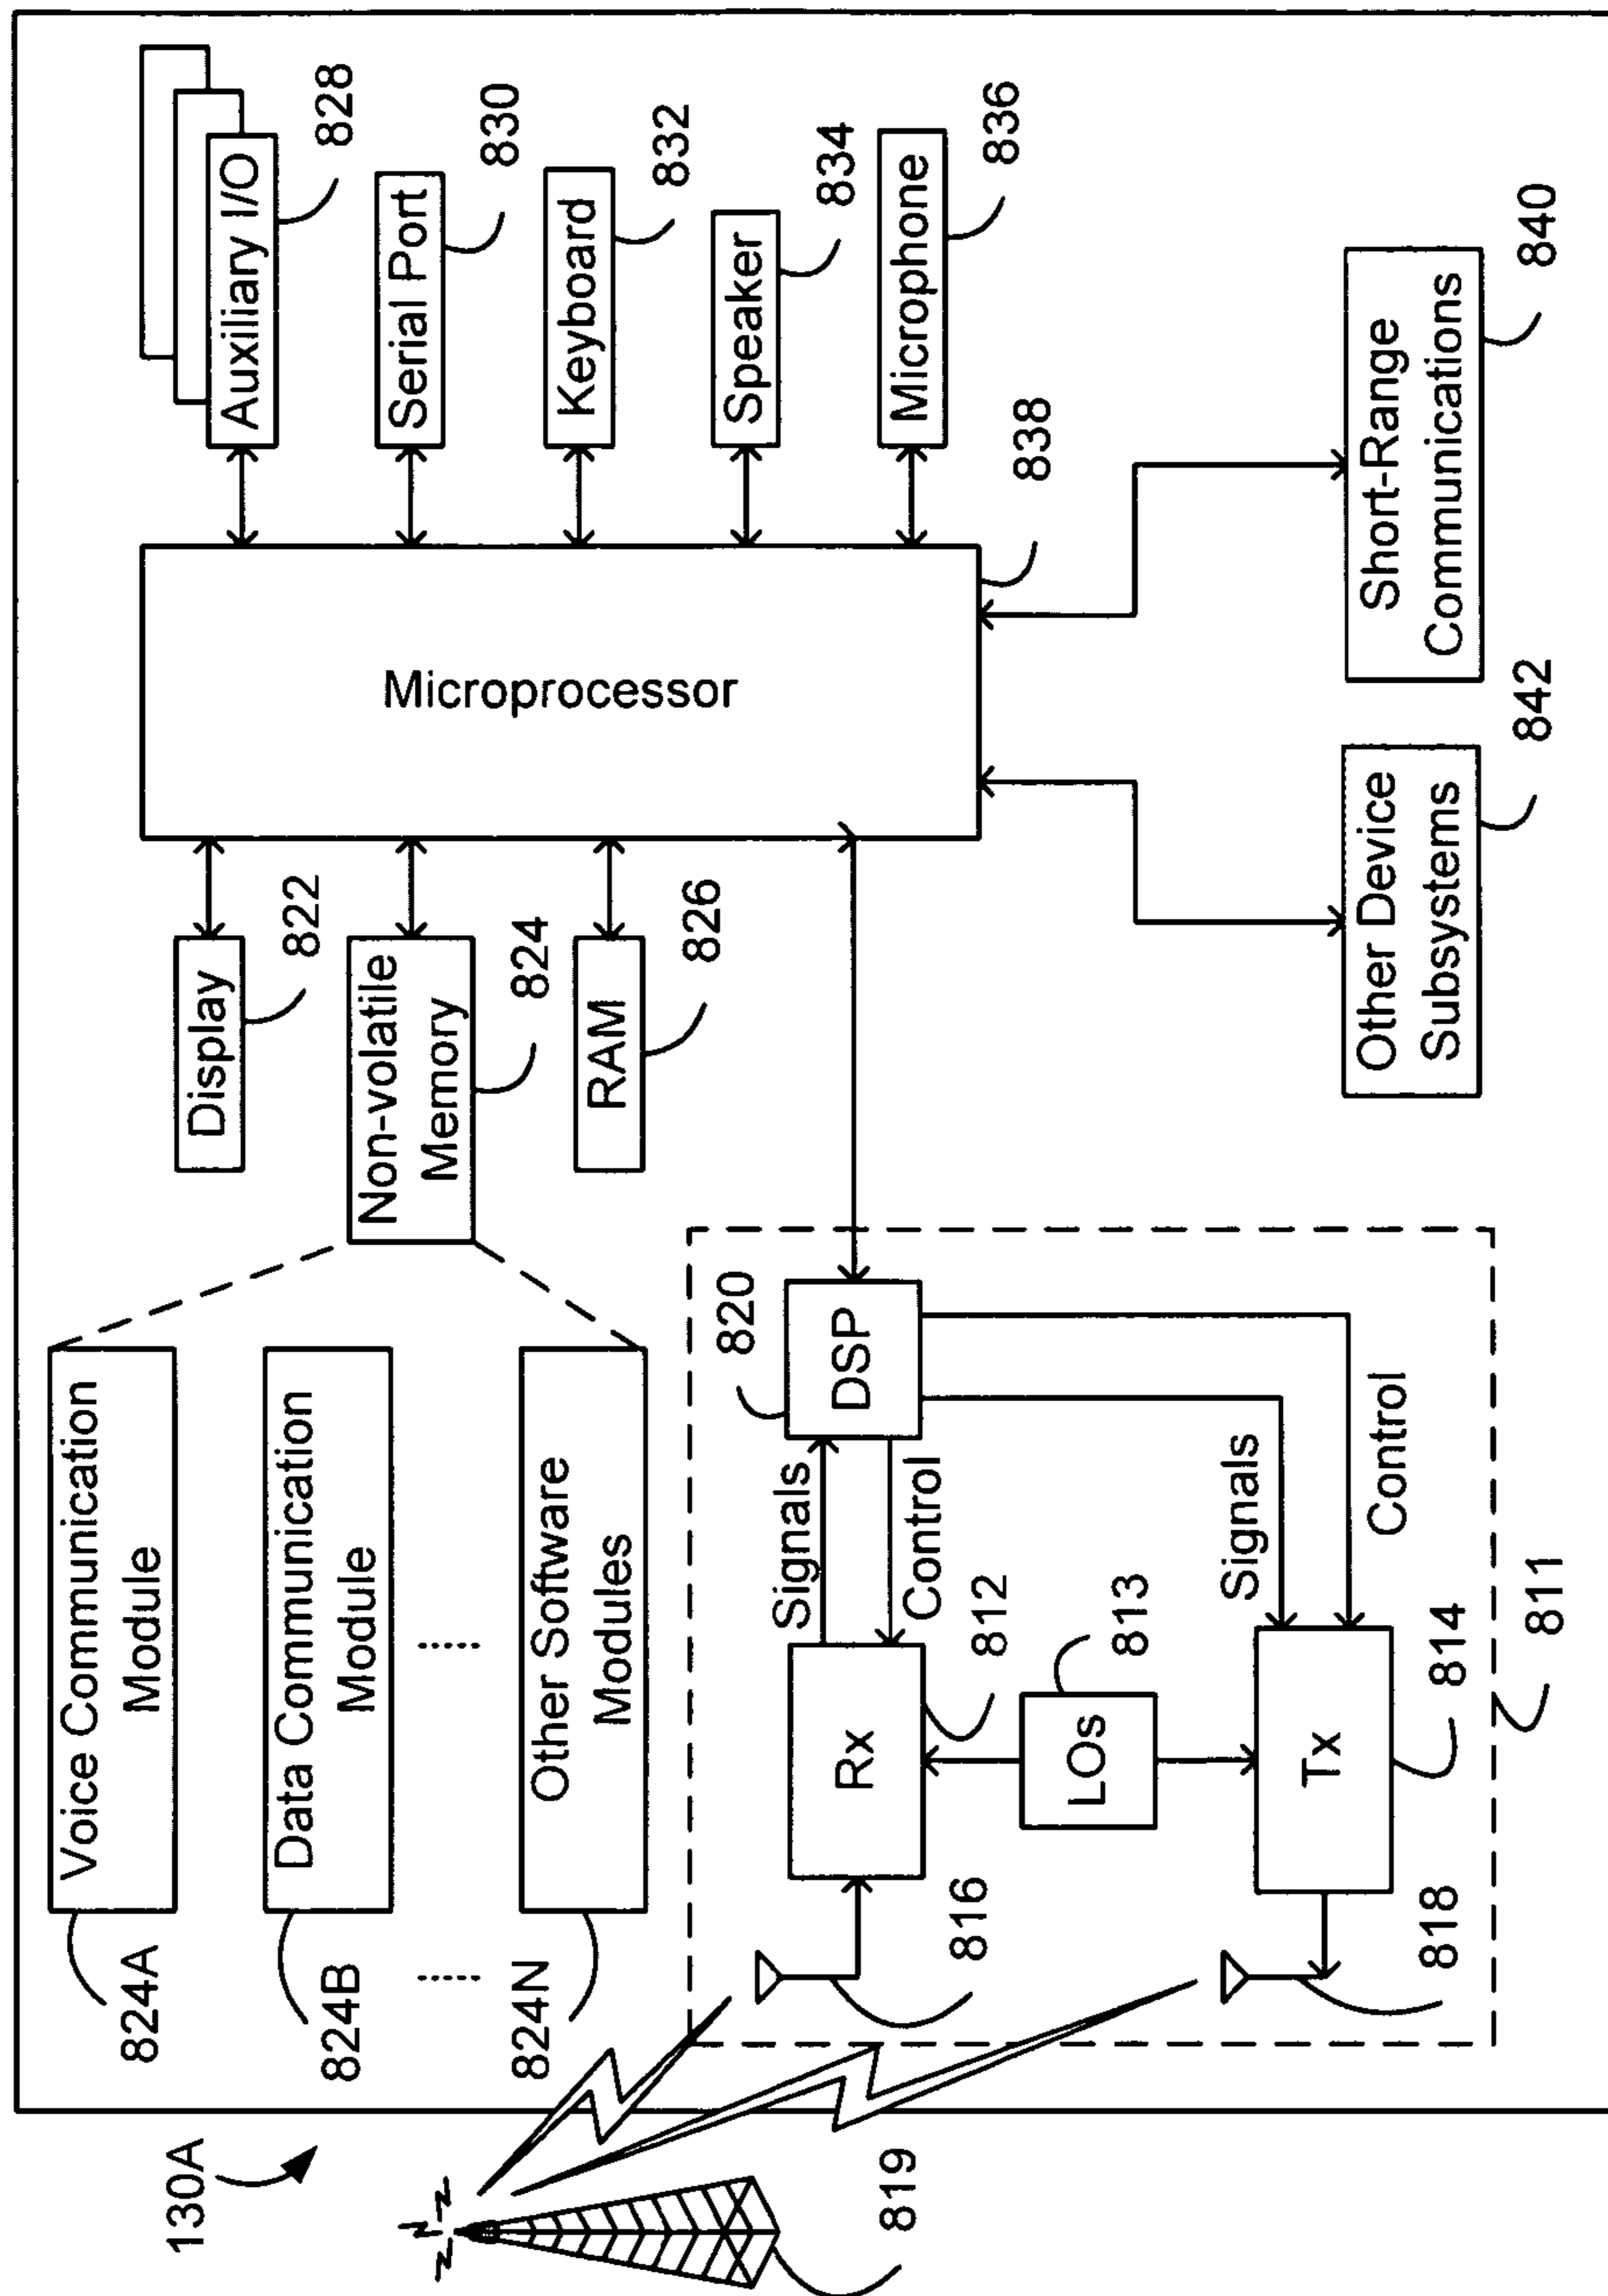 130A
819
824A
Voice Communication
Module
824B
Data Communication
Module
........
........
824N
Other Software
Modules
Display
822
Non-volatile
Memory
824
RAM
826
Microprocessor
838
Auxiliary I/O
828
Serial Port
830
Keyboard
832
Speaker
834
Microphone
836
Short-Range
Communications
840
Other Device
Subsystems
842
820
DSP
Signals
Control
Rx
812
816
LOs
813
Signals
Control
Tx
814
818
811